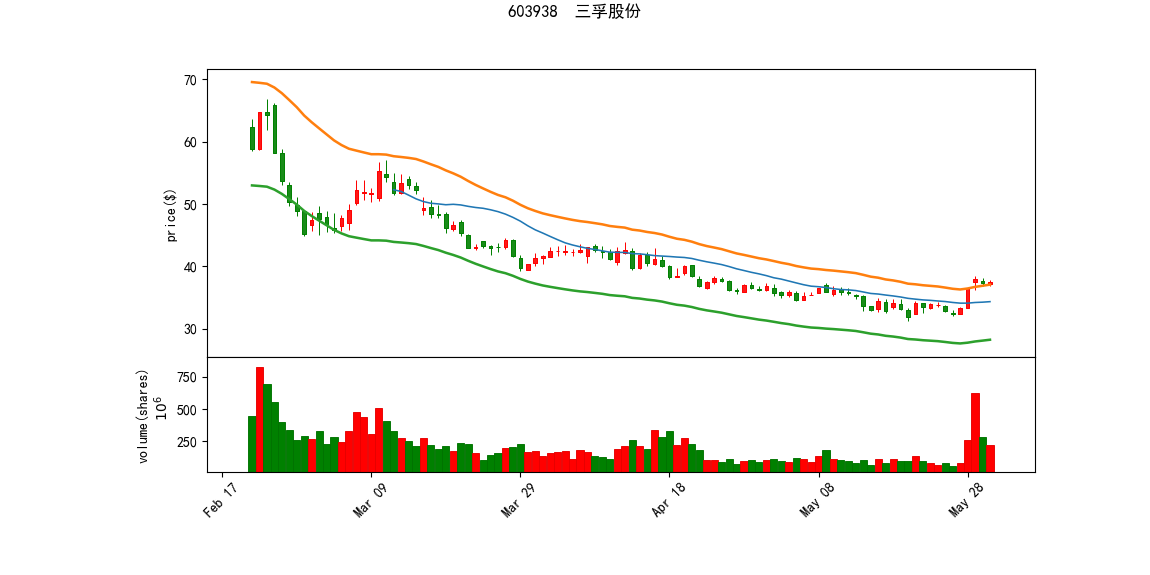 603938  三孚股份
70
60
50
40
30
price($)
750
500
250
volume(shares)
10^6
Feb 17
Mar 09
Mar 29
Apr 18
May 08
May 28